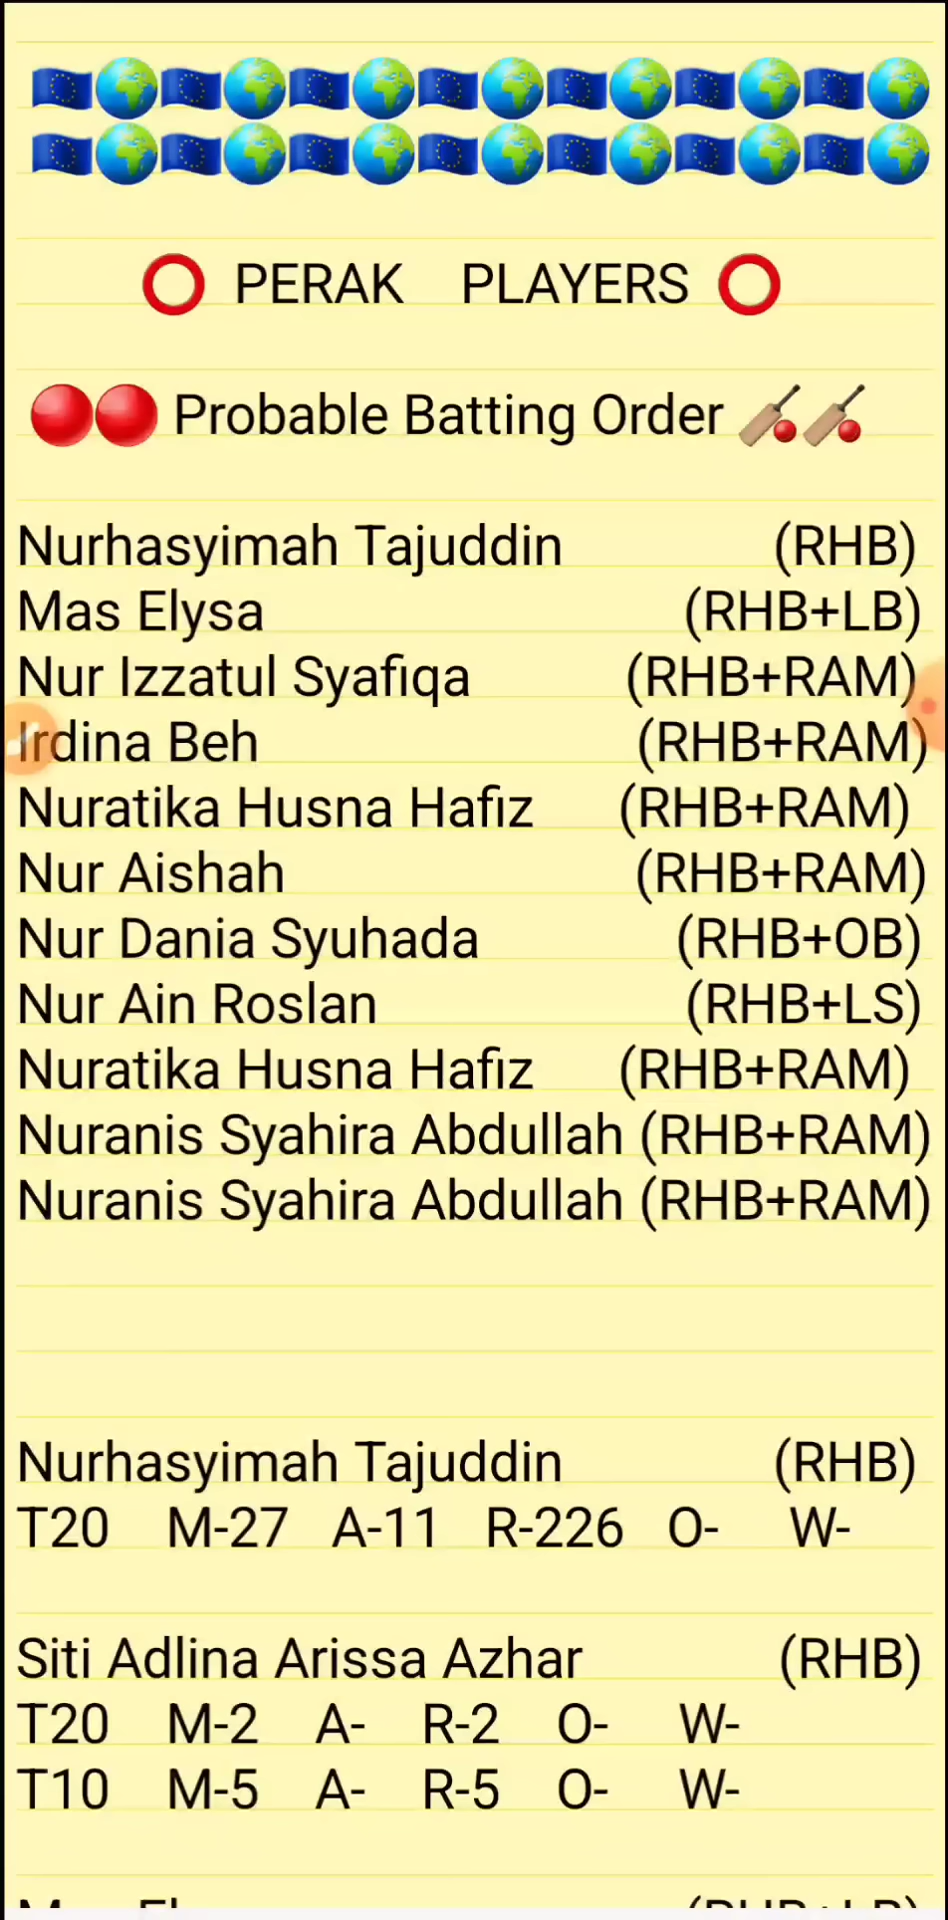 PERAK PLAYERS
Probable Batting Order
Nurhasyimah Tajuddin (RHB)
Mas Elysa (RHB+LB)
Nur Izzatul Syafiqa (RHB+RAM)
Irdina Beh (RHB+RAM)
Nuratika Husna Hafiz (RHB+RAM)
Nur Aishah (RHB+RAM)
Nur Dania Syuhada (RHB+OB)
Nur Ain Roslan (RHB+LS)
Nuratika Husna Hafiz (RHB+RAM)
Nuranis Syahira Abdullah (RHB+RAM)
Nuranis Syahira Abdullah (RHB+RAM)
Nurhasyimah Tajuddin (RHB)
T20 M-27 A-11 R-226 O- W-
Siti Adlina Arissa Azhar (RHB)
T20 M-2 A- R-2 O- W-
T10 M-5 A- R-5 O- W-